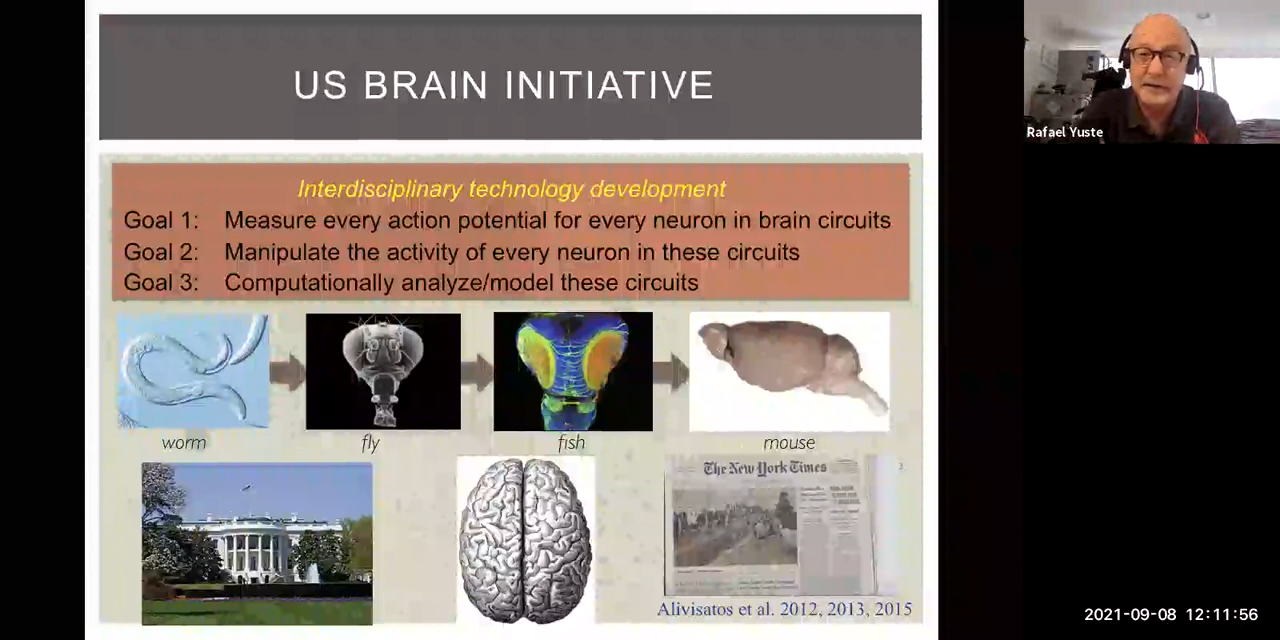 US BRAIN INITIATIVE
Interdisciplinary technology development
Goal 1: Measure every action potential for every neuron in brain circuits
Goal 2: Manipulate the activity of every neuron in these circuits
Goal 3: Computationally analyze/model these circuits
worm
fly
fish
mouse
The New York Times
Alivisatos et al. 2012, 2013, 2015
Rafael Yuste
2021-09-08 12:11:56